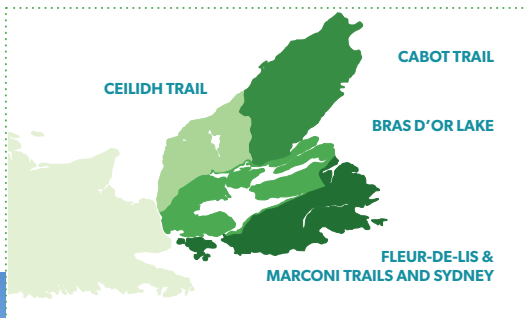 CABOT TRAIL
CEILIDH TRAIL
BRAS D’OR LAKE
FLEUR-DE-LIS &
MARCONI TRAILS AND SYDNEY